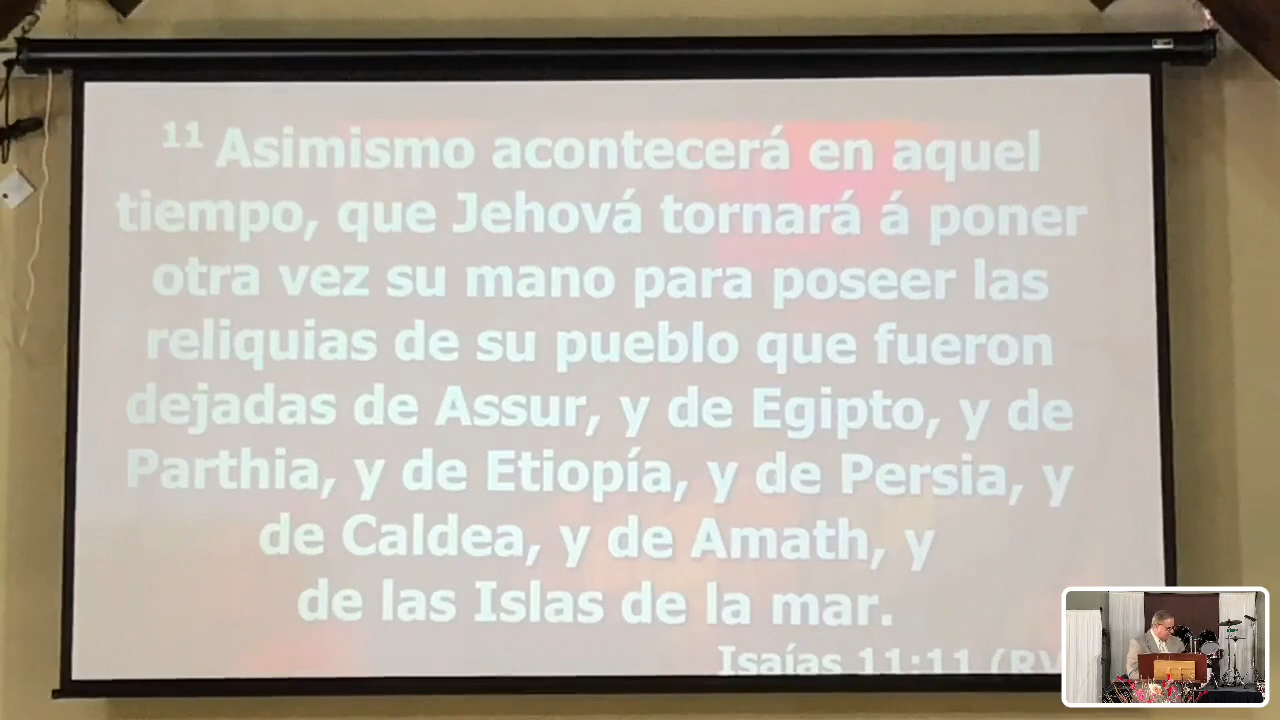 11 Asimismo acontecerá en aquel
tiempo, que Jehová tornará á poner
otra vez su mano para poseer las
reliquias de su pueblo que fueron
dejadas de Assur, y de Egipto, y de
Parthia, y de Etiopía, y de Persia, y
de Caldea, y de Amath, y
de las Islas de la mar.
Isaías 11:11